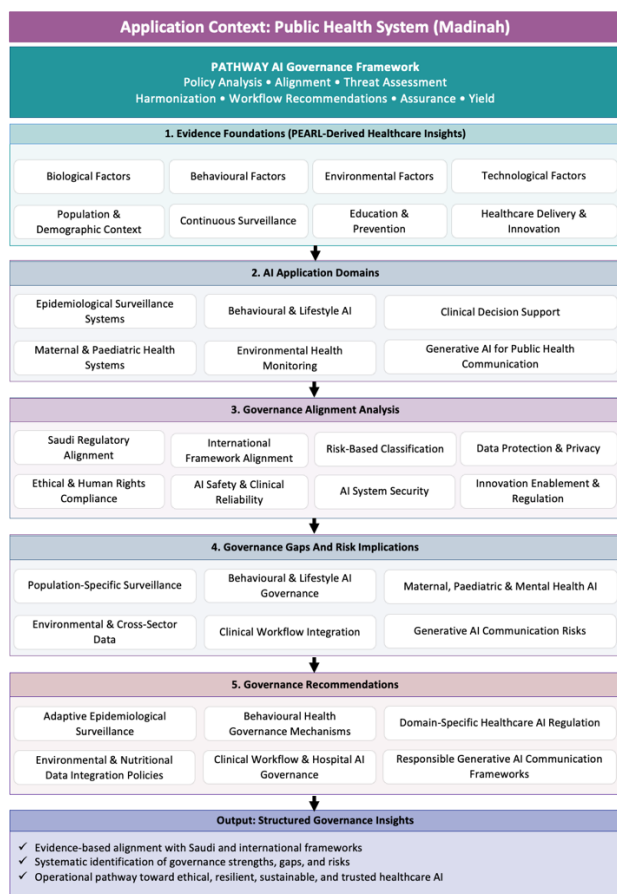 Application Context: Public Health System (Madinah)
PATHWAY AI Governance Framework
Policy Analysis • Alignment • Threat Assessment
Harmonization • Workflow Recommendations • Assurance • Yield
1. Evidence Foundations (PEARL-Derived Healthcare Insights)
Biological Factors
Behavioural Factors
Environmental Factors
Technological Factors
Population &
Demographic Context
Continuous Surveillance
Education &
Prevention
Healthcare Delivery &
Innovation
2. AI Application Domains
Epidemiological Surveillance
Systems
Behavioural & Lifestyle AI
Clinical Decision Support
Maternal & Paediatric Health
Systems
Environmental Health
Monitoring
Generative AI for Public Health
Communication
3. Governance Alignment Analysis
Saudi Regulatory
Alignment
International
Framework Alignment
Risk-Based Classification
Data Protection & Privacy
Ethical & Human Rights
Compliance
AI Safety & Clinical
Reliability
AI System Security
Innovation Enablement &
Regulation
4. Governance Gaps And Risk Implications
Population-Specific Surveillance
Behavioural & Lifestyle AI
Governance
Maternal, Paediatric & Mental Health AI
Environmental & Cross-Sector
Data
Clinical Workflow Integration
Generative AI Communication Risks
5. Governance Recommendations
Adaptive Epidemiological
Surveillance
Behavioural Health
Governance Mechanisms
Domain-Specific Healthcare AI Regulation
Environmental & Nutritional
Data Integration Policies
Clinical Workflow & Hospital AI
Governance
Responsible Generative AI Communication
Frameworks
Output: Structured Governance Insights
✓ Evidence-based alignment with Saudi and international frameworks
✓ Systematic identification of governance strengths, gaps, and risks
✓ Operational pathway toward ethical, resilient, sustainable, and trusted healthcare AI